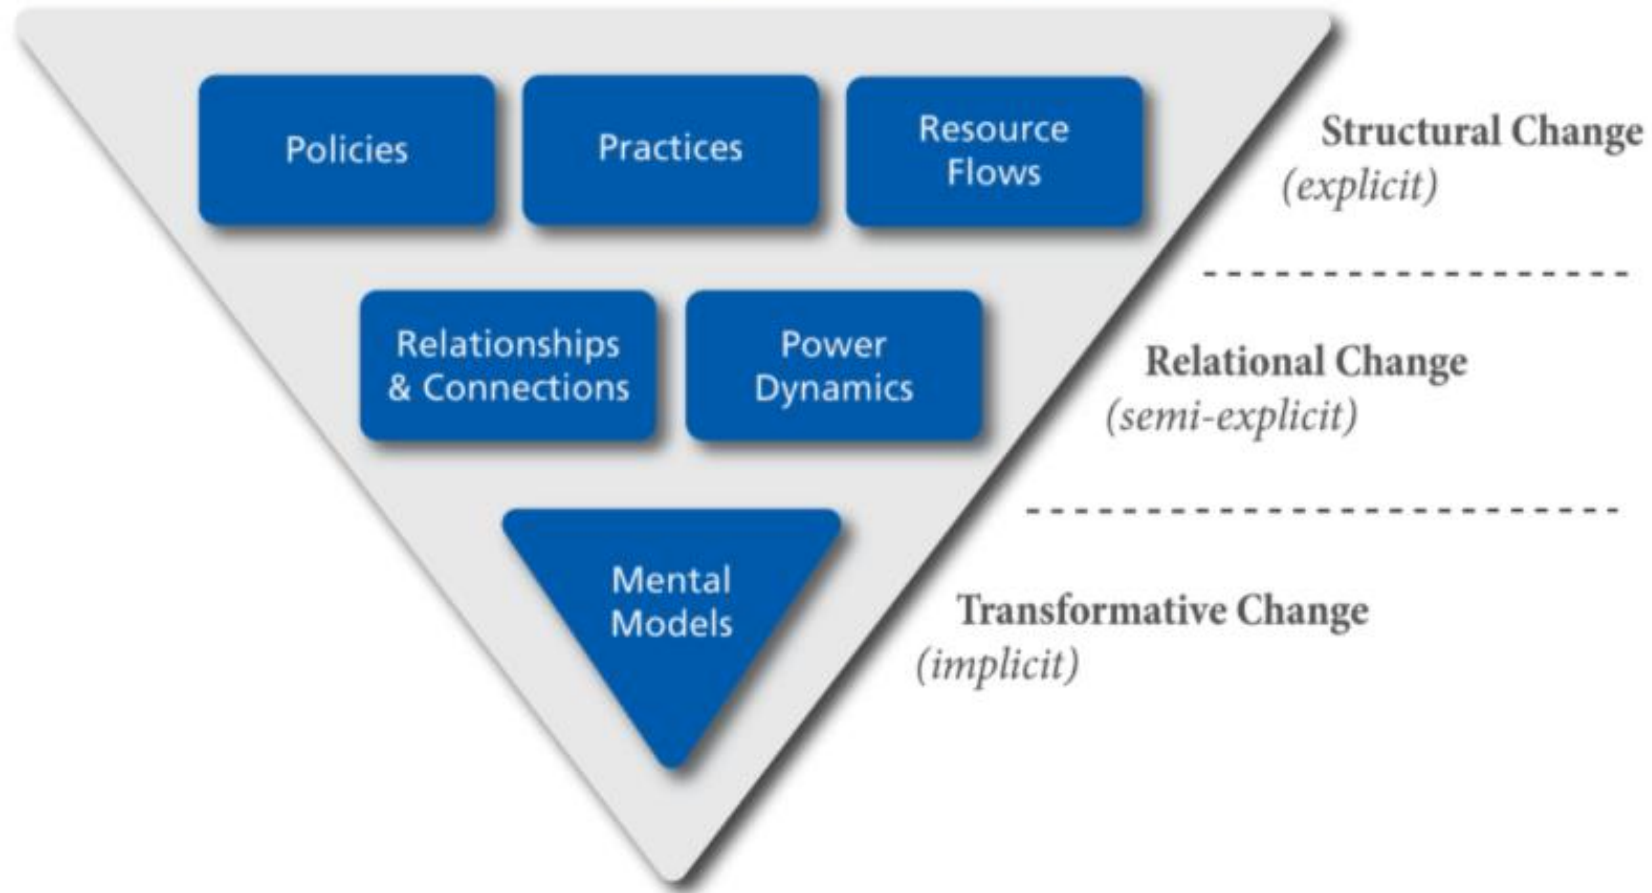 Policies
Practices
Resource
Flows
Structural Change
(explicit)
Relationships
& Connections
Power
Dynamics
Relational Change
(semi-explicit)
Mental
Models
Transformative Change
(implicit)